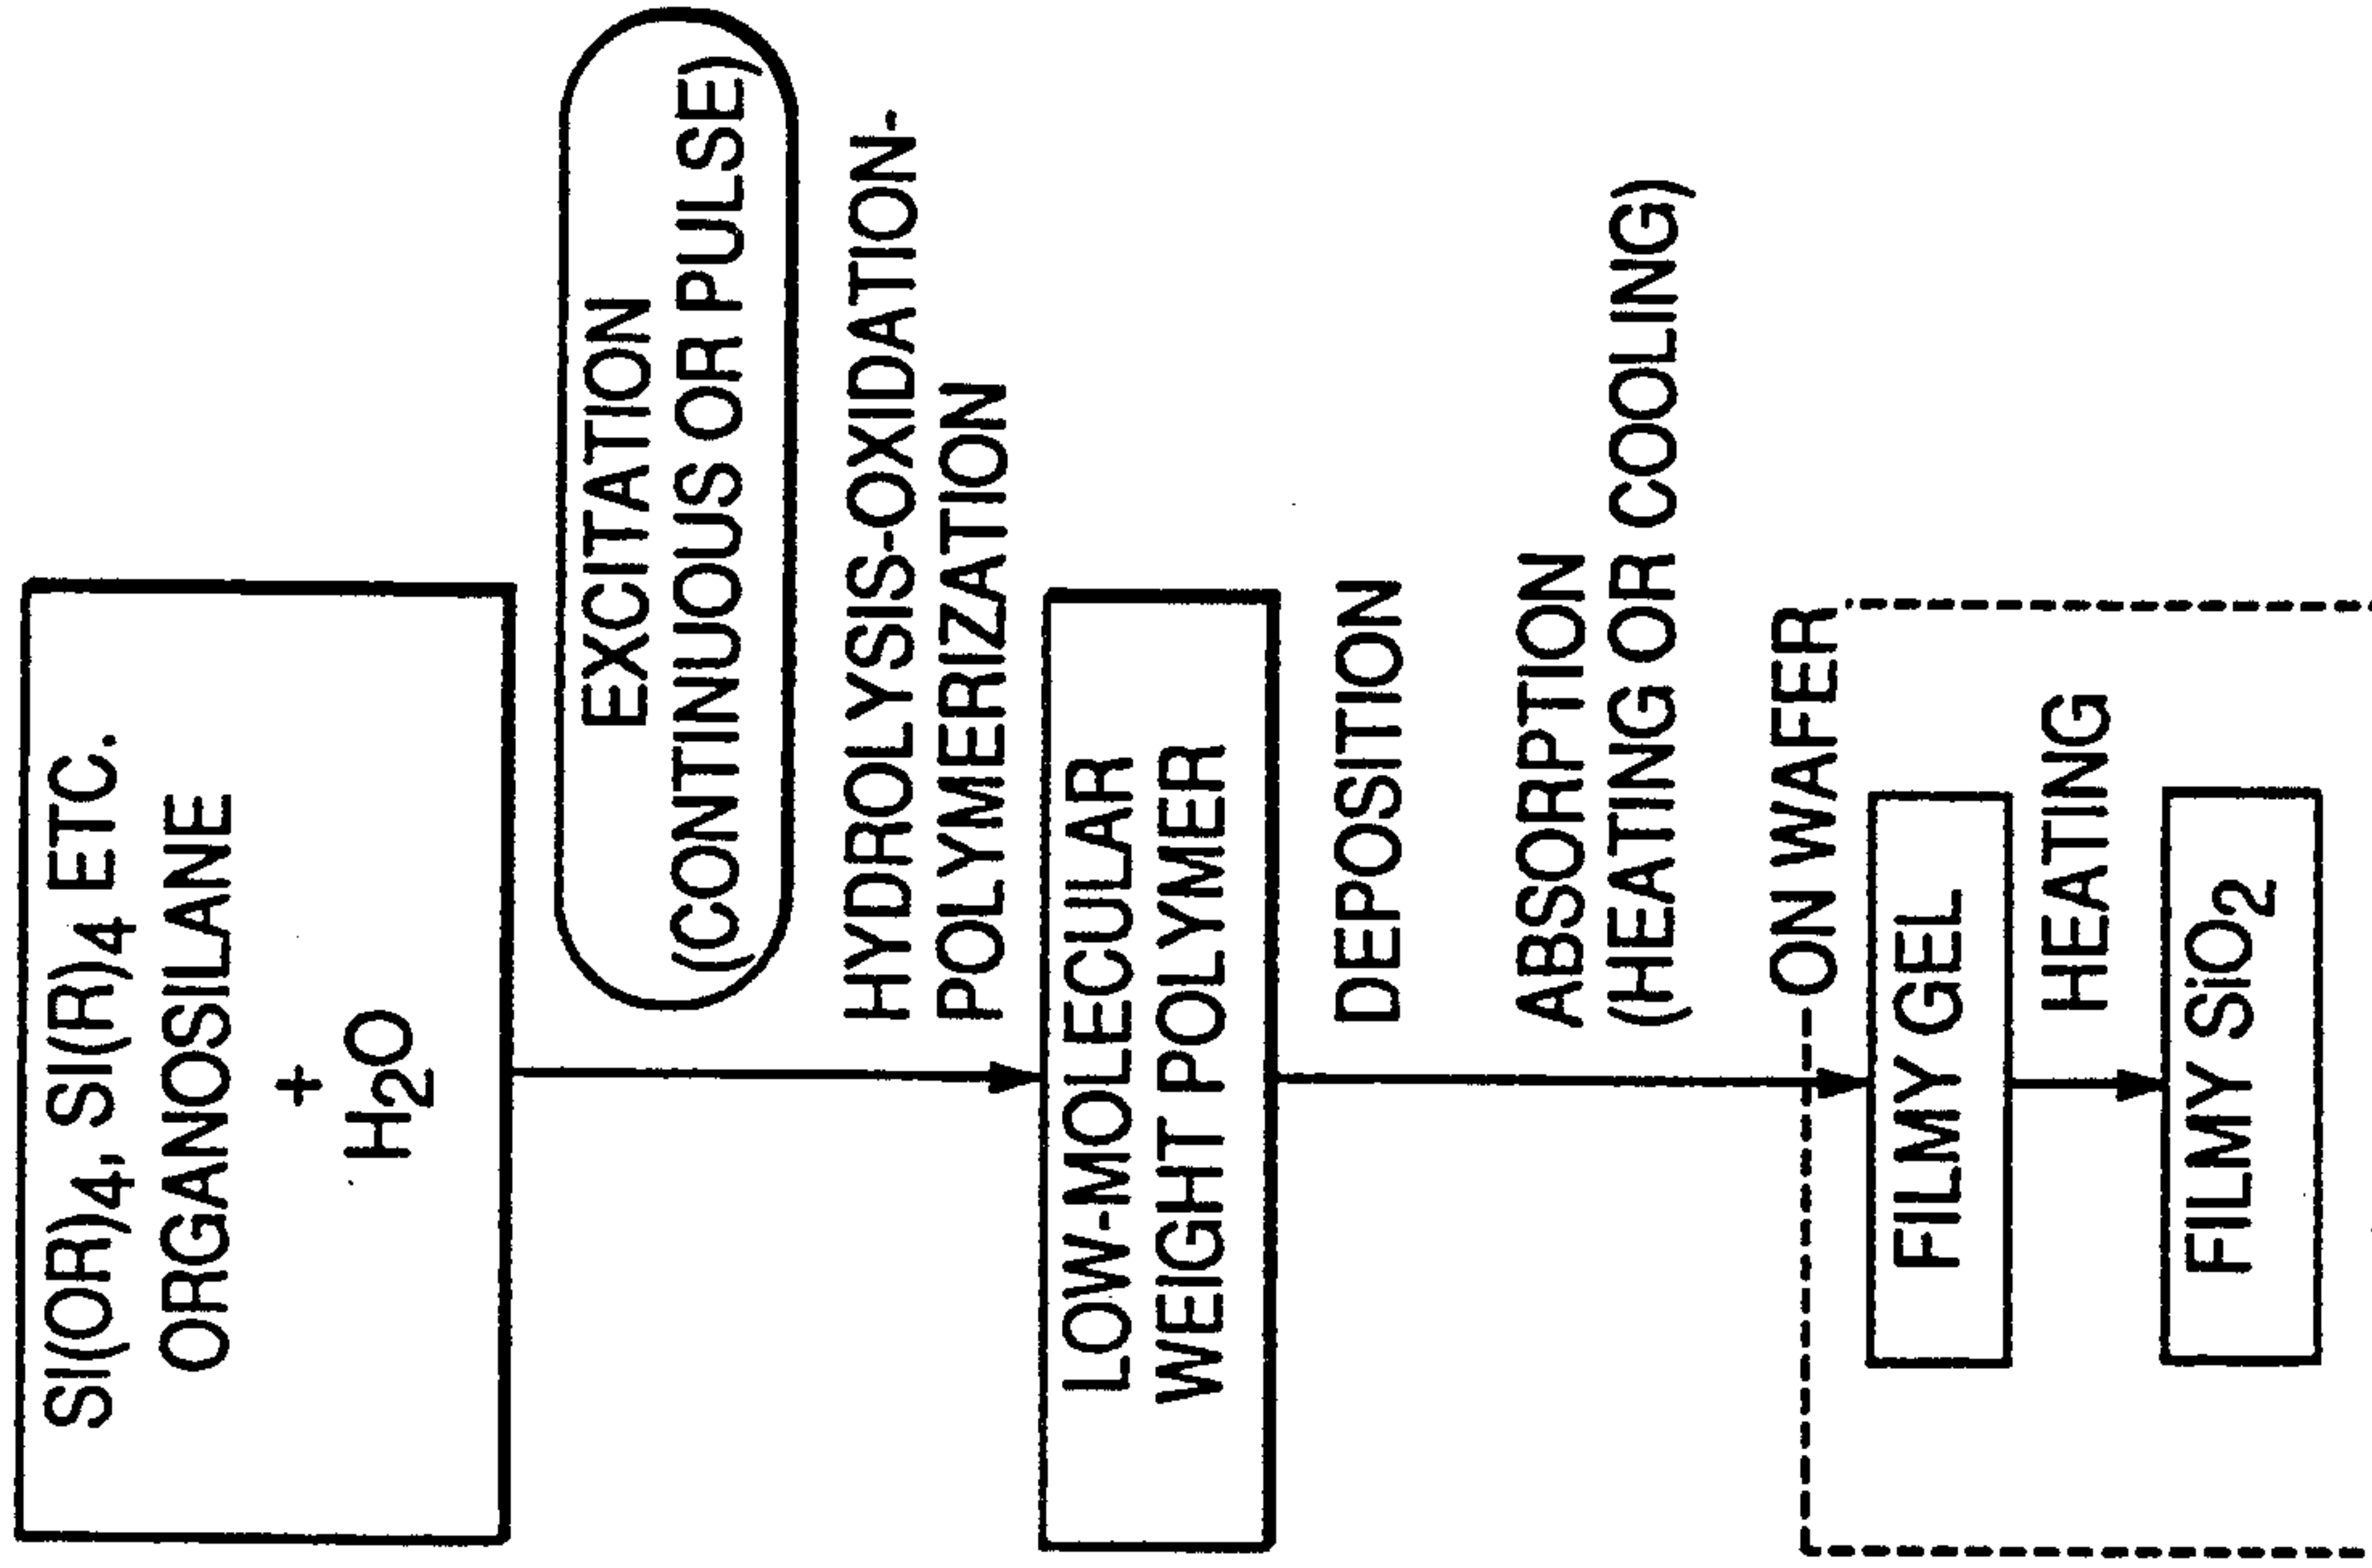 SI(OR)4, SI(R)4 ETC.
ORGANOSILANE
+
H2O
EXCITATION
(CONTINUOUS OR PULSE)
HYDROLYSIS-OXIDATION-
POLYMERIZATION
LOW-MOLECULAR
WEIGHT POLYMER
DEPOSITION
ABSORPTION
(HEATING OR COOLING)
ON WAFER
FILMY GEL
HEATING
FILMY SiO2